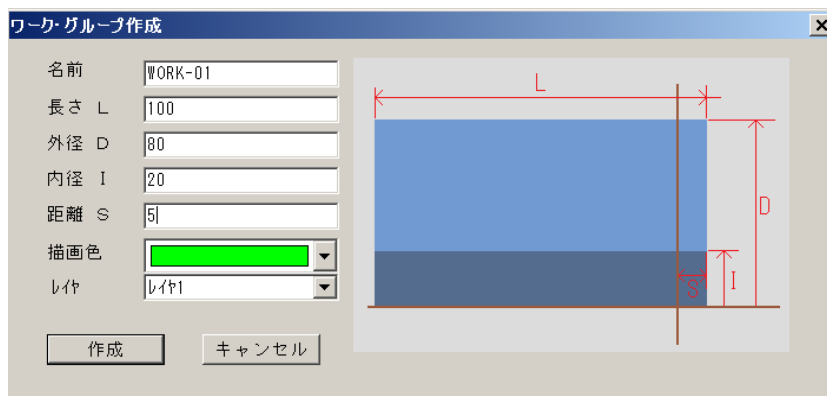 ワーク・グループ作成
名前 WORK-01
長さ L 100
外径 D 80
内径 I 20
距離 S 5
描画色
レイヤ レイヤ1
作成 キャンセル
L
D
S I